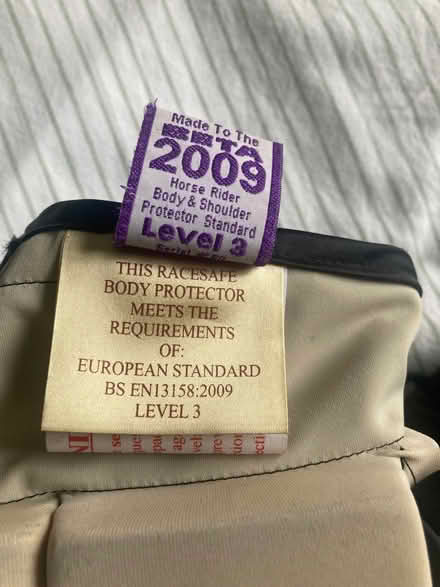 Made To The
BETA
2009
Horse Rider
Body & Shoulder
Protector Standard
Level 3
THIS RACESAFE
BODY PROTECTOR
MEETS THE
REQUIREMENTS
OF:
EUROPEAN STANDARD
BS EN13158:2009
LEVEL 3